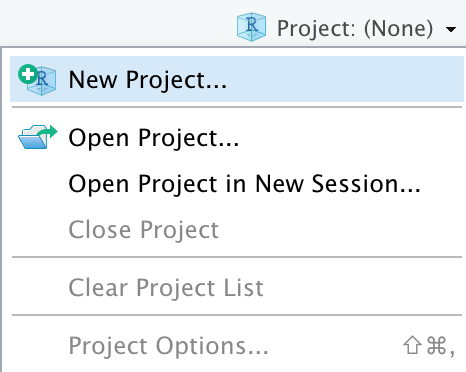 Project: (None)
New Project...
Open Project...
Open Project in New Session...
Close Project
Clear Project List
Project Options... ⇧⌘,